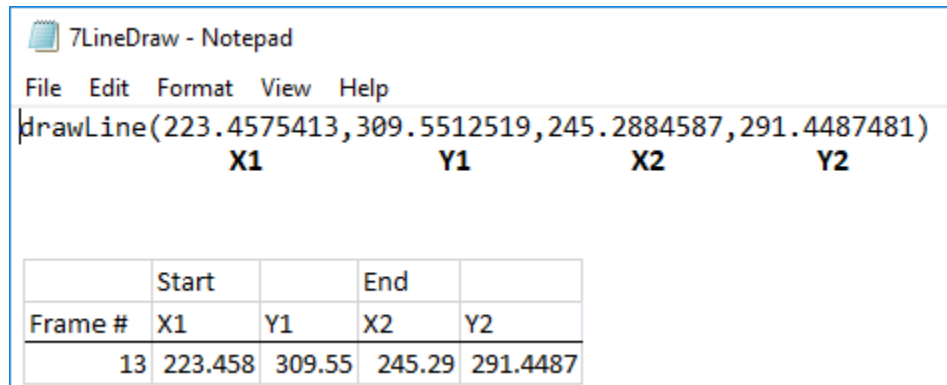 7LineDraw - Notepad
File Edit Format View Help
drawLine(223.4575413,309.5512519,245.2884587,291.4487481)
X1 Y1 X2 Y2
Start End
Frame # X1 Y1 X2 Y2
13 223.458 309.55 245.29 291.4487